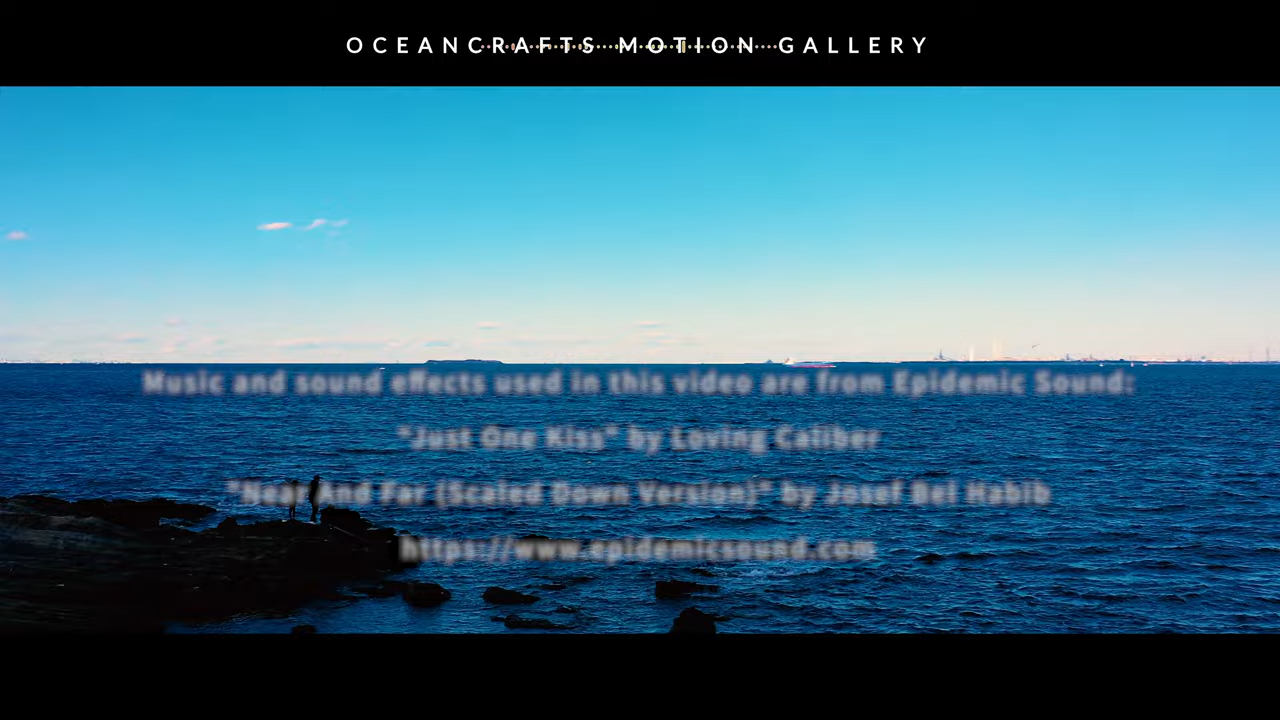 OCEANCRAFTS MOTION GALLERY
Music and sound effects used in this video are from Epidemic Sound:
"Just One Kiss" by Loving Caliber
And Far (Scaled Down Version)" by Josef Bel Habib
https://www.epidemicsound.com